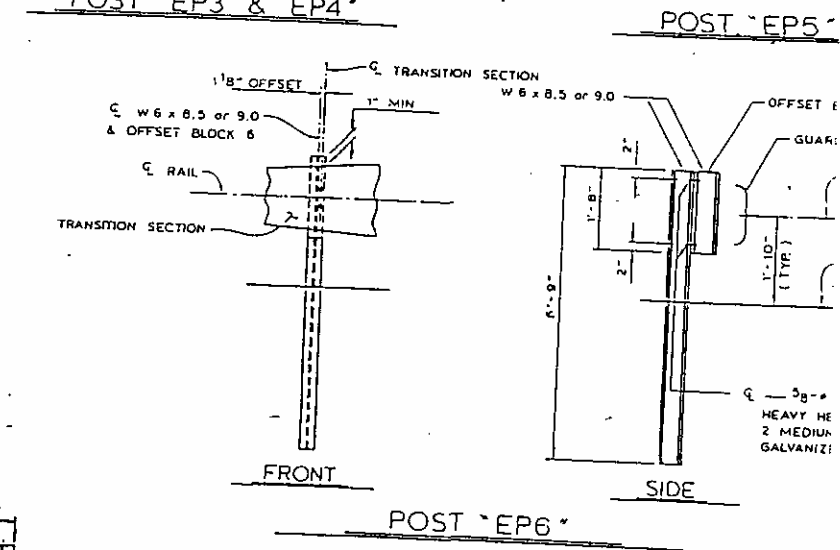 POST "EP3 & EP4"
POST "EP5"
℄ TRANSITION SECTION
1 1/8" OFFSET
W 6 x 8.5 or 9.0
1" MIN
OFFSET
℄ W 6 x 8.5 or 9.0
& OFFSET BLOCK 6
℄ RAIL
TRANSITION SECTION
2"
1'-8"
2"
1'-10"
(TYP.)
℄
HEAVY HE
2 MEDIUM
GALVANIZ
FRONT
SIDE
POST "EP6"